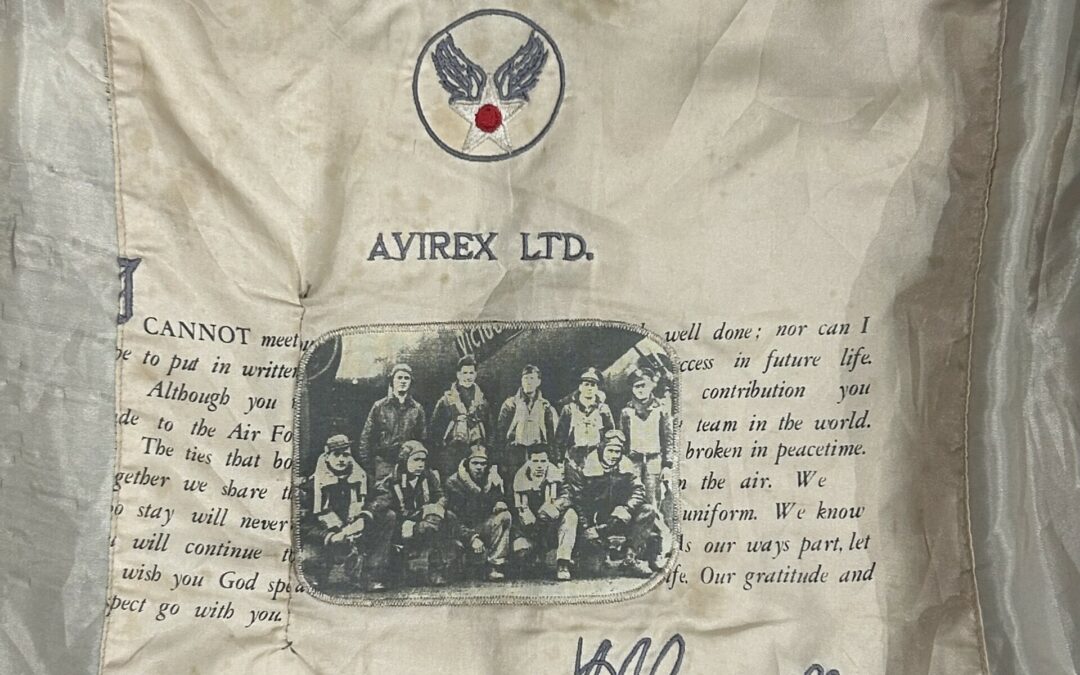 AVIREX LTD.
I CANNOT meet well done; nor can I
to put in written ccess in future life.
Although you contribution you
de to the Air Fo team in the world.
The ties that bo broken in peacetime.
gether we share th n the air. We
o stay will never uniform. We know
will continue t s our ways part, let
wish you God spe ife. Our gratitude and
pect go with you.